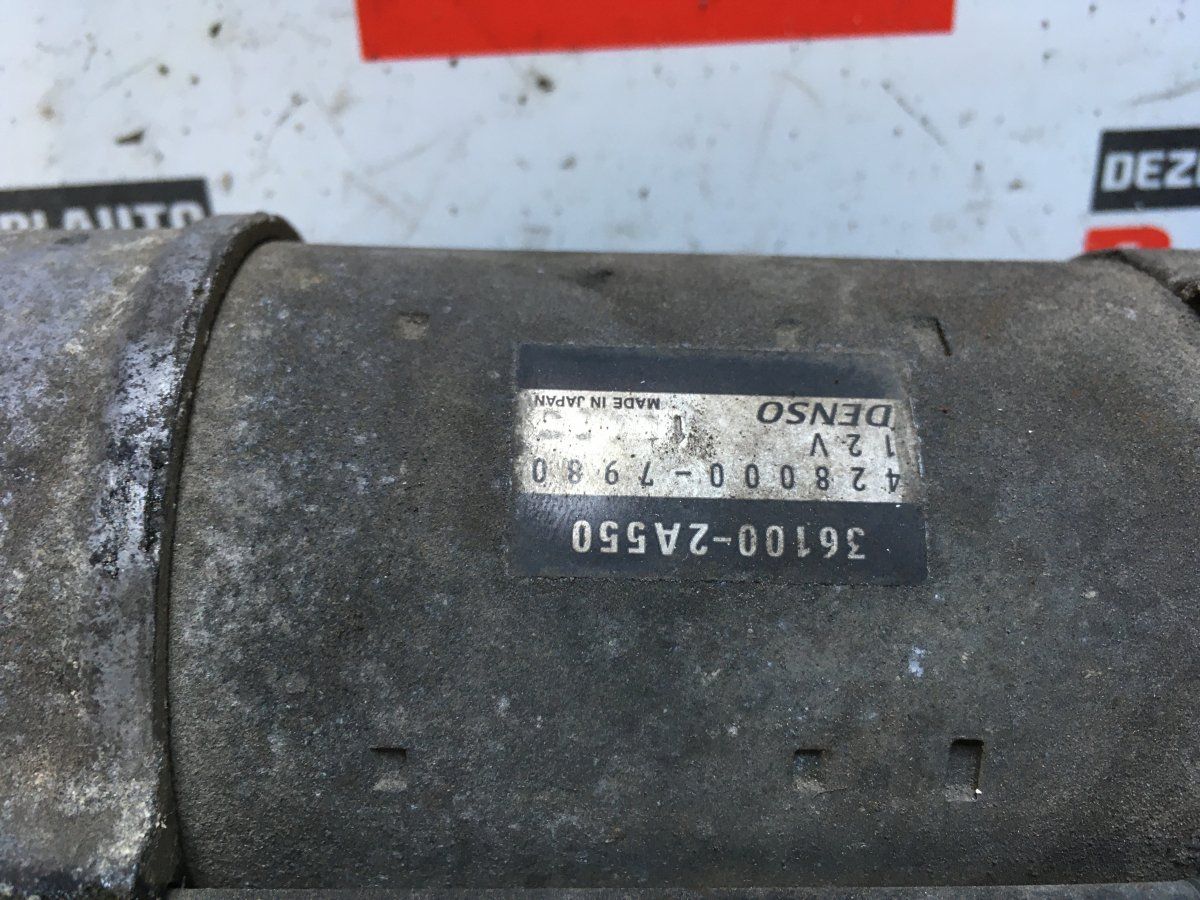 36100-2A550
428000-7980
12V
DENSO
MADE IN JAPAN